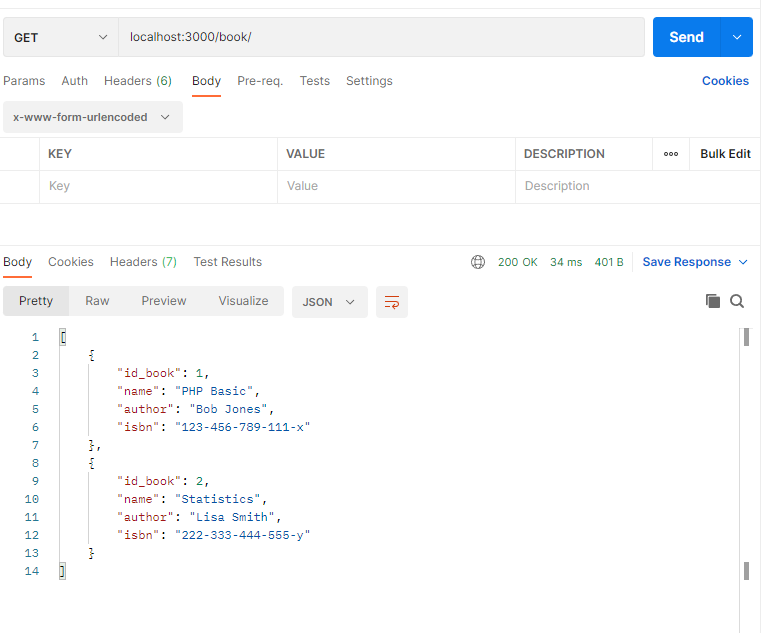 GET localhost:3000/book/ Send
Params Auth Headers (6) Body Pre-req. Tests Settings Cookies
x-www-form-urlencoded
KEY VALUE DESCRIPTION ooo Bulk Edit
Key Value Description
Body Cookies Headers (7) Test Results 200 OK 34 ms 401 B Save Response
Pretty Raw Preview Visualize JSON
1 [
2 {
3 "id_book": 1,
4 "name": "PHP Basic",
5 "author": "Bob Jones",
6 "isbn": "123-456-789-111-x"
7 },
8 {
9 "id_book": 2,
10 "name": "Statistics",
11 "author": "Lisa Smith",
12 "isbn": "222-333-444-555-y"
13 }
14 ]